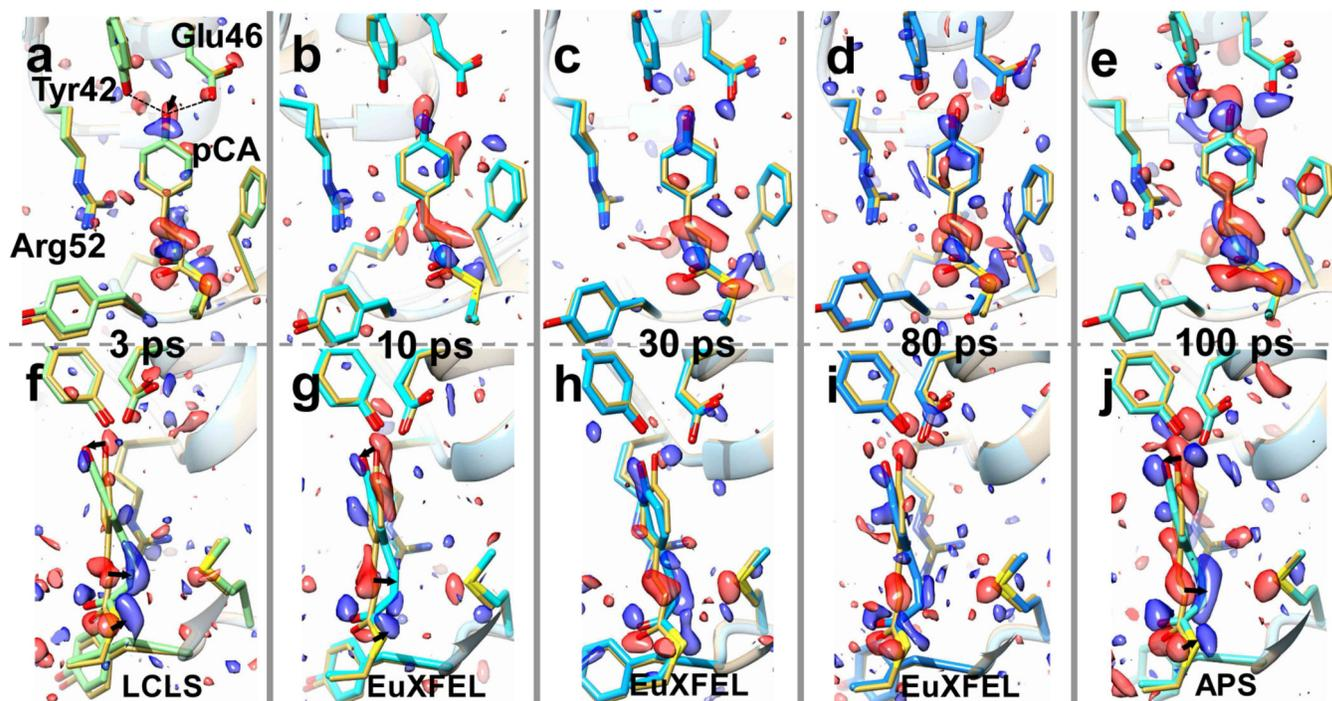 a
Glu46
Tyr42
pCA
Arg52
3 ps
b
10 ps
c
30 ps
d
80 ps
e
100 ps
f
LCLS
g
EuXFEL
h
EuXFEL
i
EuXFEL
j
APS